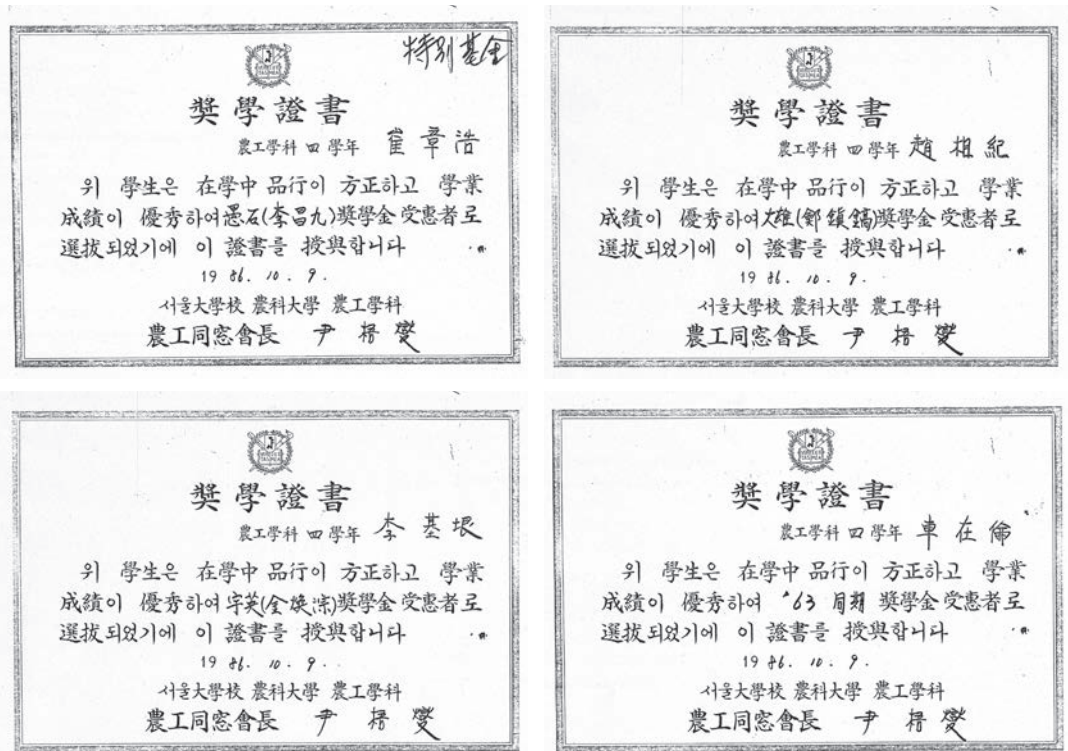 特別基金
奬學證書
農工學科 四 學年 崔章浩
위 學生은 在學中 品行이 方正하고 學業
成績이 優秀하여 石(李昌九)奬學金 受惠者로
選拔되었기에 이 證書를 授與합니다
1986. 10. 9.
서울大學校 農科大學 農工學科
農工同窓會長 尹
奬學證書
農工學科 四 學年 趙 祖 紀
위 學生은 在學中 品行이 方正하고 學業
成績이 優秀하여 大雄(鄭鎭鎬)奬學金 受惠者로
選拔되었기에 이 證書를 授與합니다
1986. 10. 9.
서울大學校 農科大學 農工學科
農工同窓會長 尹
奬學證書
農工學科 四 學年 李 基
위 學生은 在學中 品行이 方正하고 學業
成績이 優秀하여 宇英(金煥淙)奬學金 受惠者로
選拔되었기에 이 證書를 授與합니다
1986. 10. 9.
서울大學校 農科大學 農工學科
農工同窓會長 尹
奬學證書
農工學科 四 學年 車 在
위 學生은 在學中 品行이 方正하고 學業
成績이 優秀하여 '63 同期 奬學金 受惠者로
選拔되었기에 이 證書를 授與합니다
1986. 10. 9.
서울大學校 農科大學 農工學科
農工同窓會長 尹